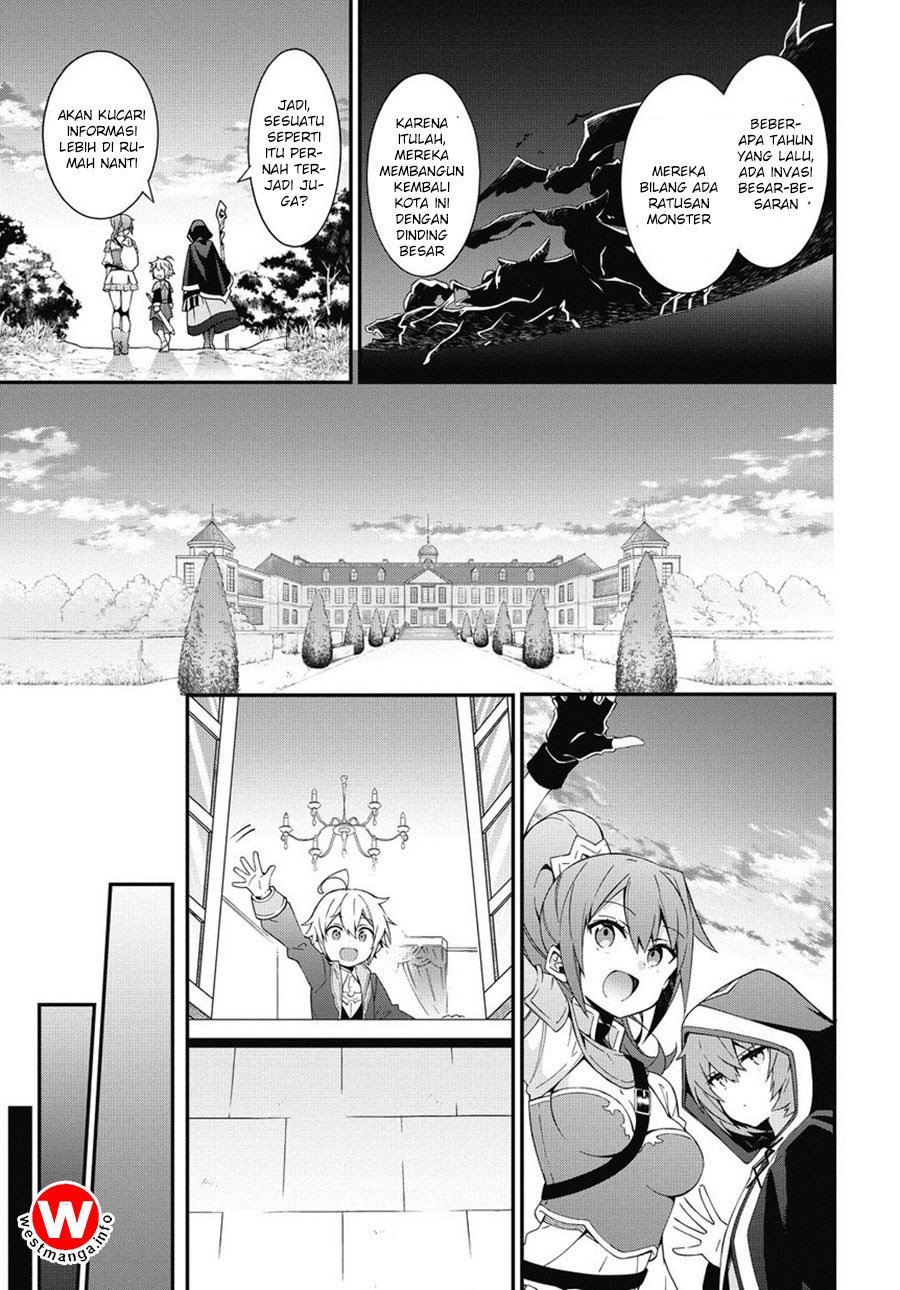 BEBER-
APA TAHUN
YANG LALU,
ADA INVASI
BESAR-BE-
SARAN
MEREKA
BILANG ADA
RATUSAN
MONSTER
KARENA
ITULAH,
MEREKA
MEMBANGUN
KEMBALI
KOTA INI
DENGAN
DINDING
BESAR
JADI,
SESUATU
SEPERTI
ITU PER-
NAH TER-
JADI JU-
GA?
AKAN KUCARI
INFORMASI
LEBIH DI RU-
MAH NANTI
W
westmanga.info